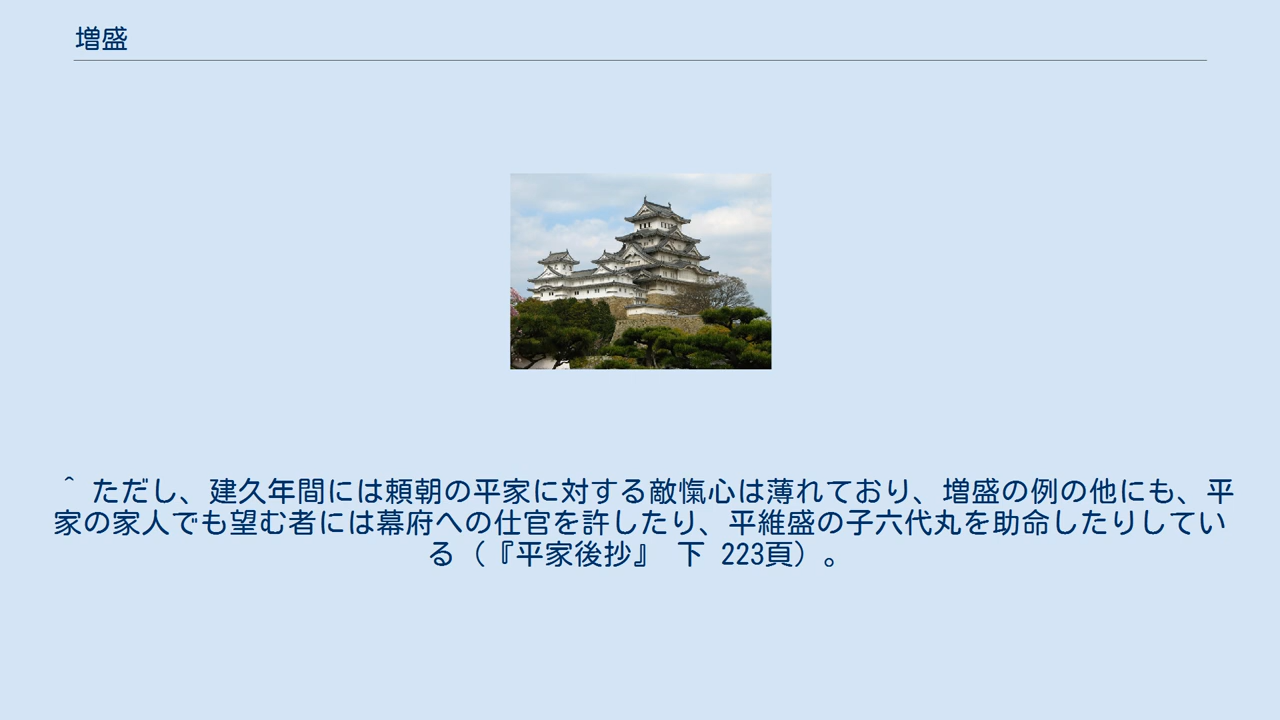 増盛
^ ただし、建久年間には頼朝の平家に対する敵愾心は薄れており、増盛の例の他にも、平
家の家人でも望む者には幕府への仕官を許したり、平維盛の子六代丸を助命したりしてい
る（『平家後抄』 下 223頁）。